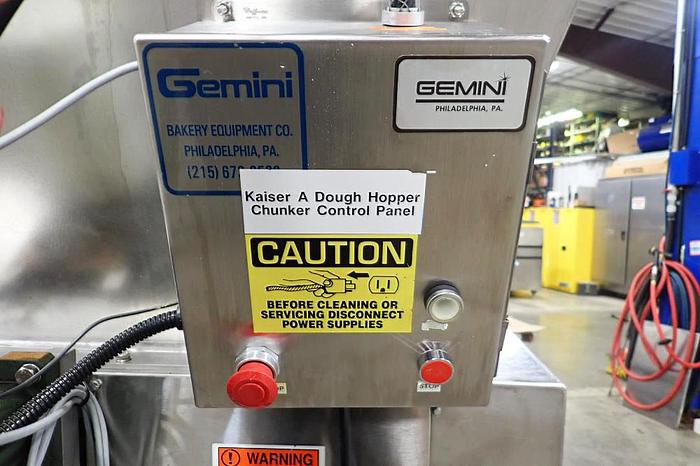 Gemini
BAKERY EQUIPMENT CO.
PHILADELPHIA, PA.
(215)
GEMINI
PHILADELPHIA, PA.
Kaiser A Dough Hopper
Chunker Control Panel
CAUTION
BEFORE CLEANING OR
SERVICING DISCONNECT
POWER SUPPLIES
STOP
WARNING